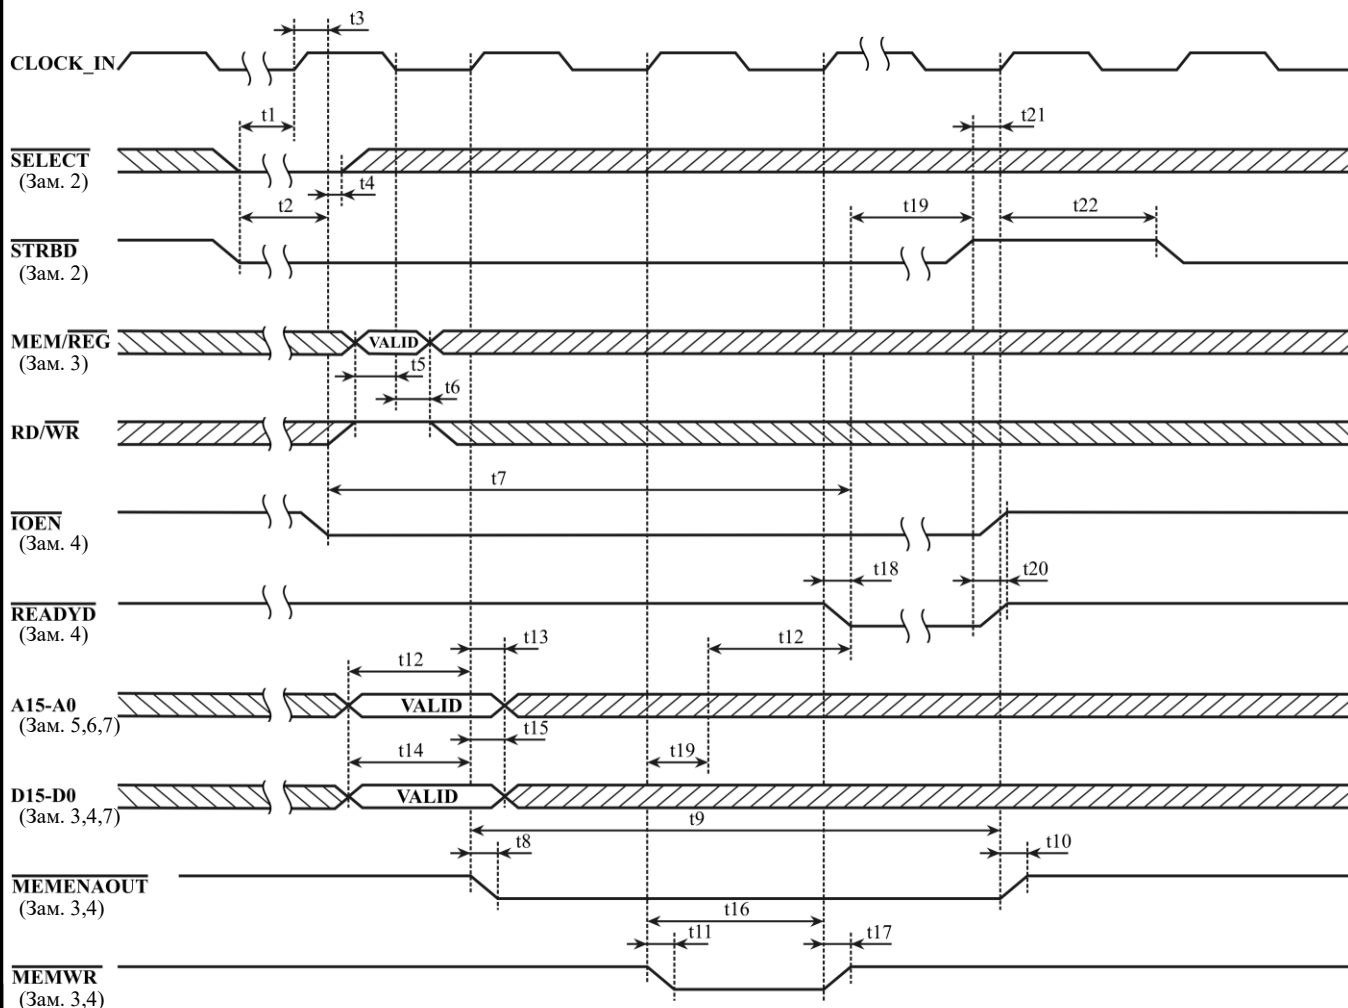 t3
CLOCK_IN
t1
t21
SELECT
(Зам. 2)
t4
t2
t19
t22
STRBD
(Зам. 2)
MEM/REG
VALID
(Зам. 3)
t5
t6
RD/WR
t7
IOEN
(Зам. 4)
t18
t20
READYD
(Зам. 4)
t13
t12
t12
A15-A0
VALID
(Зам. 5,6,7)
t15
t14
t19
D15-D0
VALID
(Зам. 3,4,7)
t9
t8
t10
MEMENAOUT
(Зам. 3,4)
t16
t11
t17
MEMWR
(Зам. 3,4)